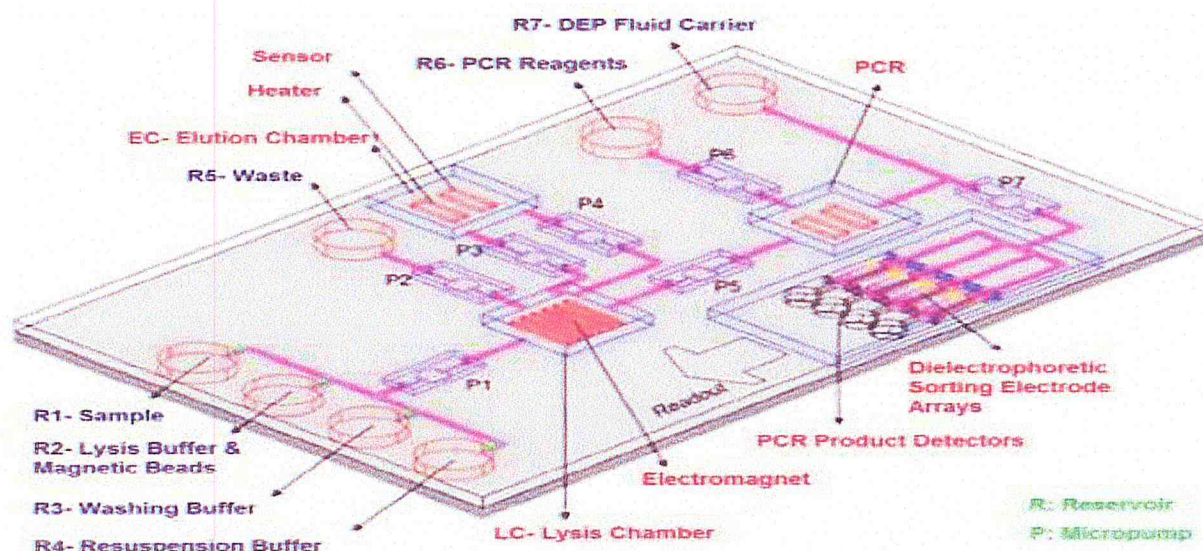 R7- DEP Fluid Carrier
Sensor
R6- PCR Reagents
PCR
Heater
EC- Elution Chamber
R5- Waste
P6
P7
P4
P3
P2
P5
P1
Readout
R1- Sample
R2- Lysis Buffer &
Magnetic Beads
R3- Washing Buffer
R4- Resuspension Buffer
Dielectrophoretic
Sorting Electrode
Arrays
PCR Product Detectors
Electromagnet
LC- Lysis Chamber
R: Reservoir
P: Micropump